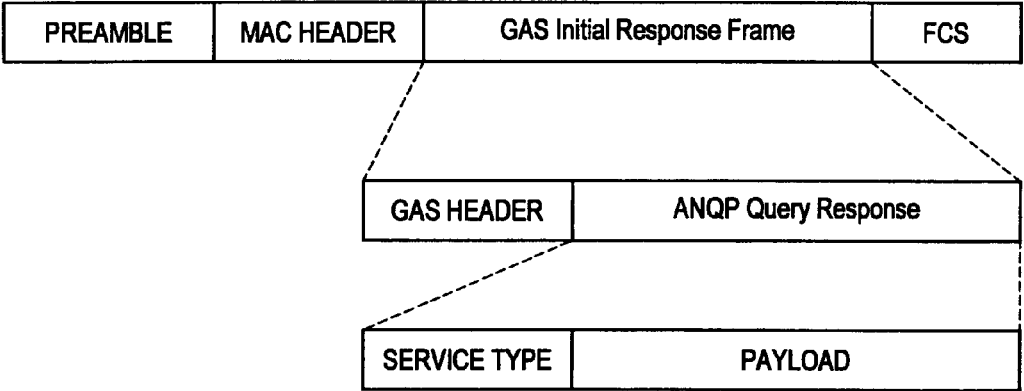 PREAMBLE MAC HEADER GAS Initial Response Frame FCS
GAS HEADER ANQP Query Response
SERVICE TYPE PAYLOAD